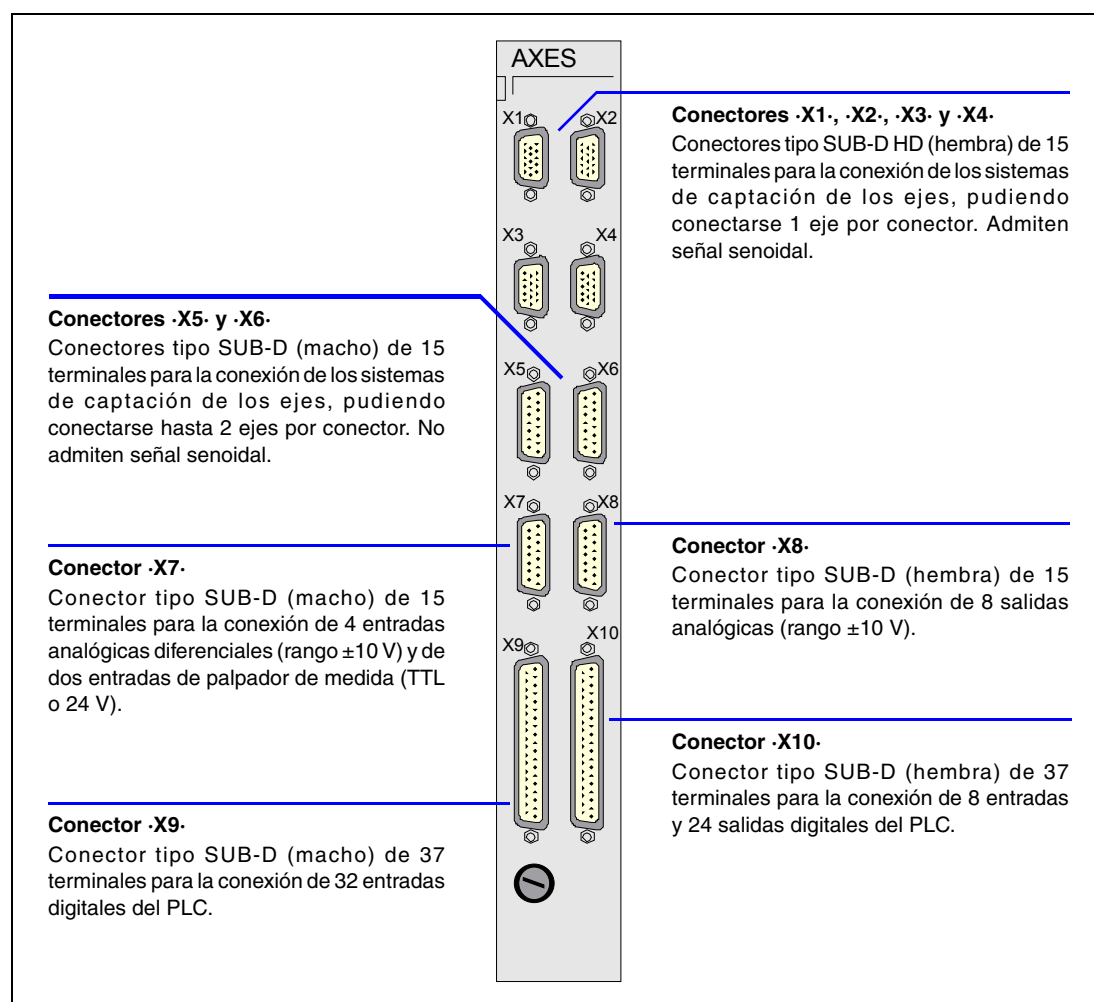 AXES
X1 X2
X3 X4
X5 X6
X7 X8
X9 X10
Conectores ·X1·, ·X2·, ·X3· y ·X4·
Conectores tipo SUB-D HD (hembra) de 15
terminales para la conexión de los sistemas
de captación de los ejes, pudiendo
conectarse 1 eje por conector. Admiten
señal senoidal.
Conectores ·X5· y ·X6·
Conectores tipo SUB-D (macho) de 15
terminales para la conexión de los sistemas
de captación de los ejes, pudiendo
conectarse hasta 2 ejes por conector. No
admiten señal senoidal.
Conector ·X7·
Conector tipo SUB-D (macho) de 15
terminales para la conexión de 4 entradas
analógicas diferenciales (rango ±10 V) y de
dos entradas de palpador de medida (TTL
o 24 V).
Conector ·X8·
Conector tipo SUB-D (hembra) de 15
terminales para la conexión de 8 salidas
analógicas (rango ±10 V).
Conector ·X9·
Conector tipo SUB-D (macho) de 37
terminales para la conexión de 32 entradas
digitales del PLC.
Conector ·X10·
Conector tipo SUB-D (hembra) de 37
terminales para la conexión de 8 entradas
y 24 salidas digitales del PLC.